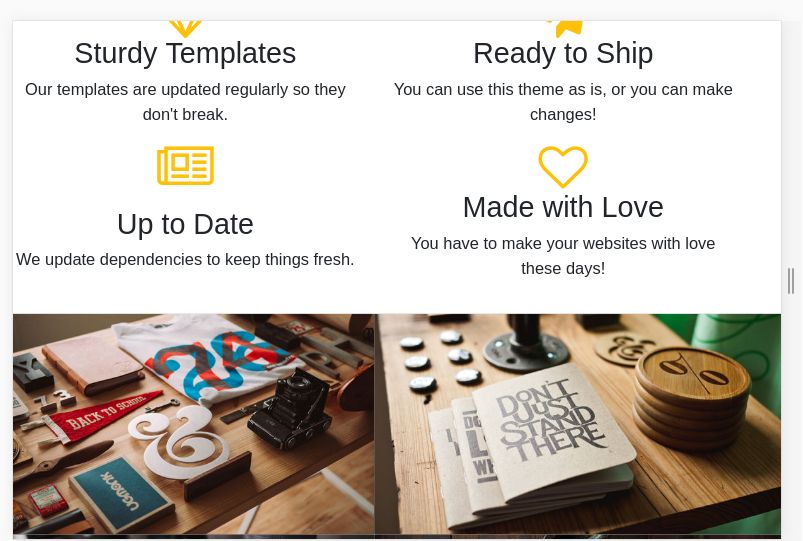 Sturdy Templates
Our templates are updated regularly so they
don't break.
Ready to Ship
You can use this theme as is, or you can make
changes!
Up to Date
We update dependencies to keep things fresh.
Made with Love
You have to make your websites with love
these days!
BACK TO SCHOOL
&
DON'T
JUST
STAND
THERE
%